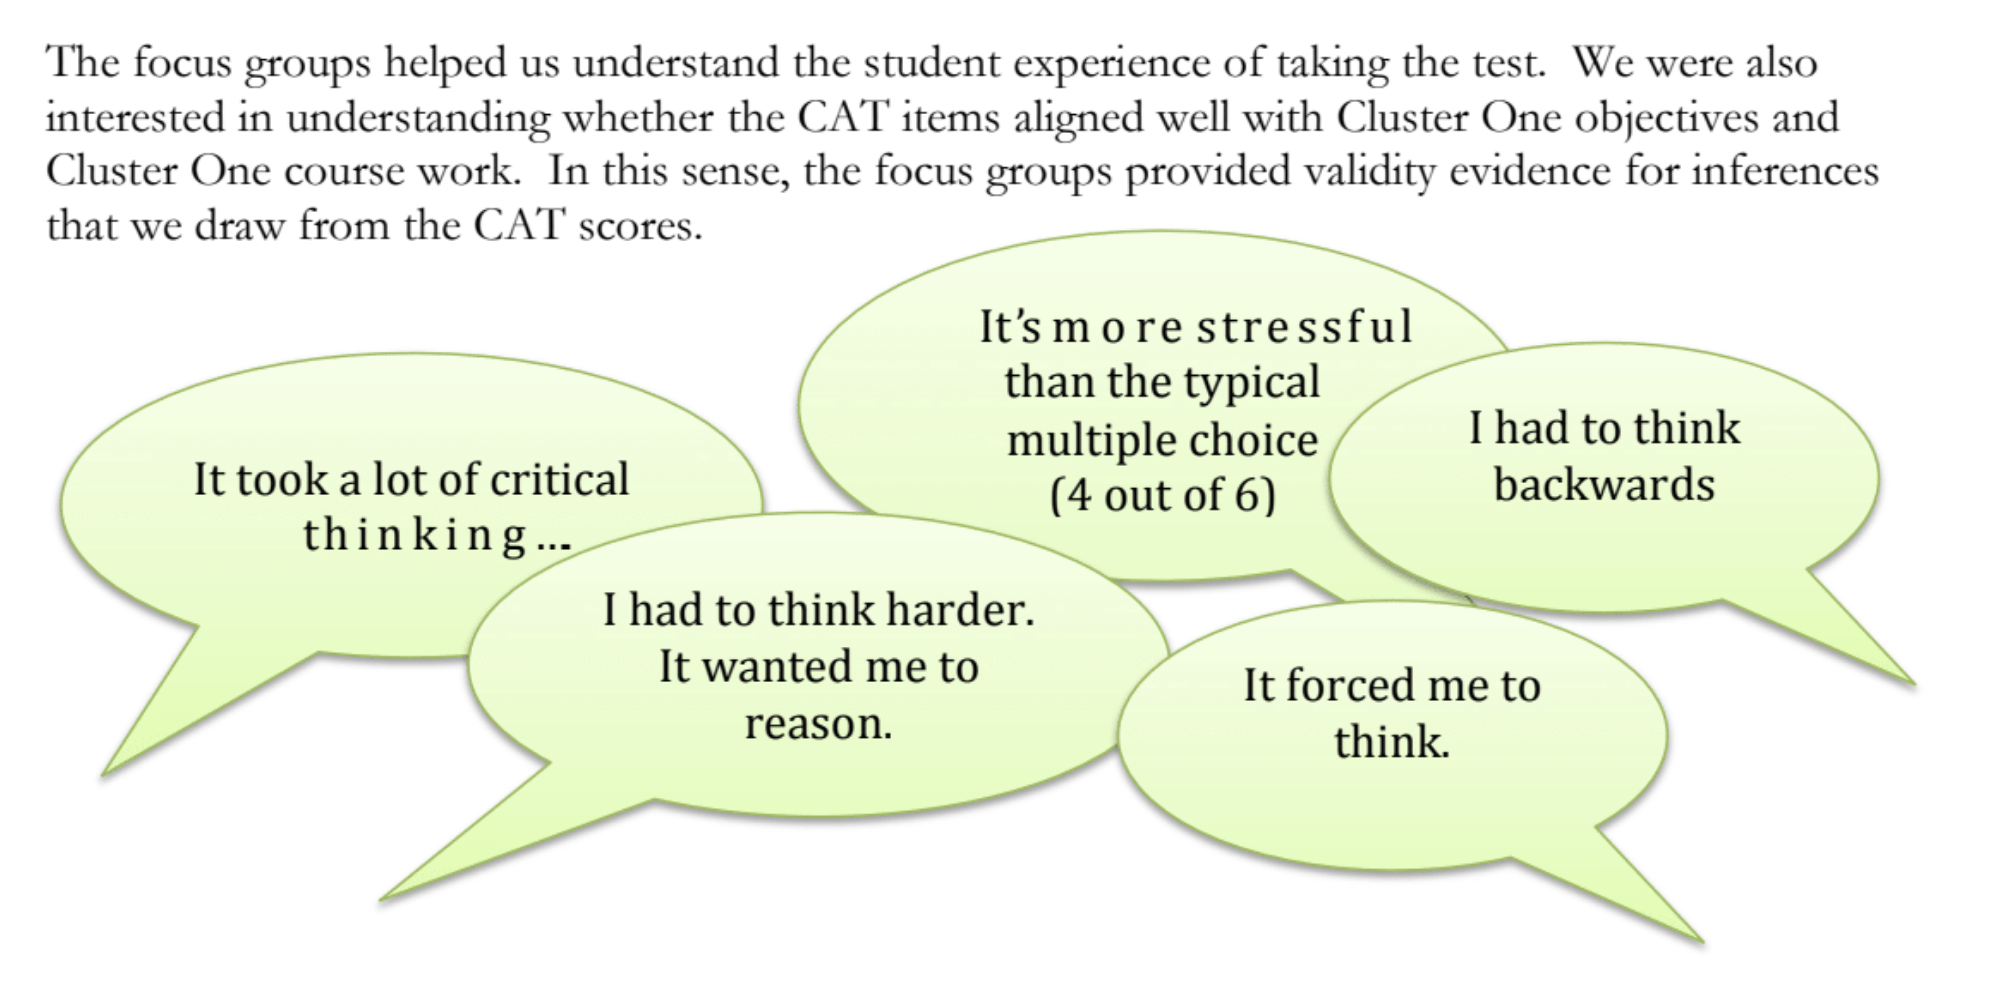 The focus groups helped us understand the student experience of taking the test.  We were also
interested in understanding whether the CAT items aligned well with Cluster One objectives and
Cluster One course work.  In this sense, the focus groups provided validity evidence for inferences
that we draw from the CAT scores.
It took a lot of critical
thinking...
It's more stressful
than the typical
multiple choice
(4 out of 6)
I had to think
backwards
I had to think harder.
It wanted me to
reason.
It forced me to
think.